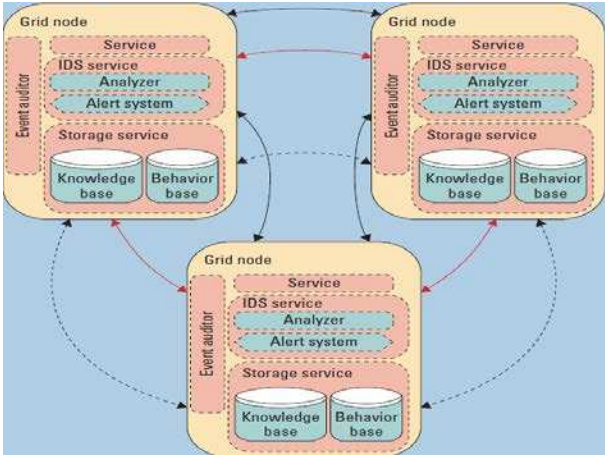 Grid node
Service
IDS service
Analyzer
Alert system
Event auditor
Storage service
Knowledge
base
Behavior
base
Grid node
Service
IDS service
Analyzer
Alert system
Event auditor
Storage service
Knowledge
base
Behavior
base
Grid node
Service
IDS service
Analyzer
Alert system
Event auditor
Storage service
Knowledge
base
Behavior
base